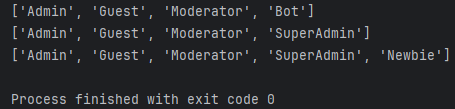 ['Admin', 'Guest', 'Moderator', 'Bot']
['Admin', 'Guest', 'Moderator', 'SuperAdmin']
['Admin', 'Guest', 'Moderator', 'SuperAdmin', 'Newbie']
Process finished with exit code 0